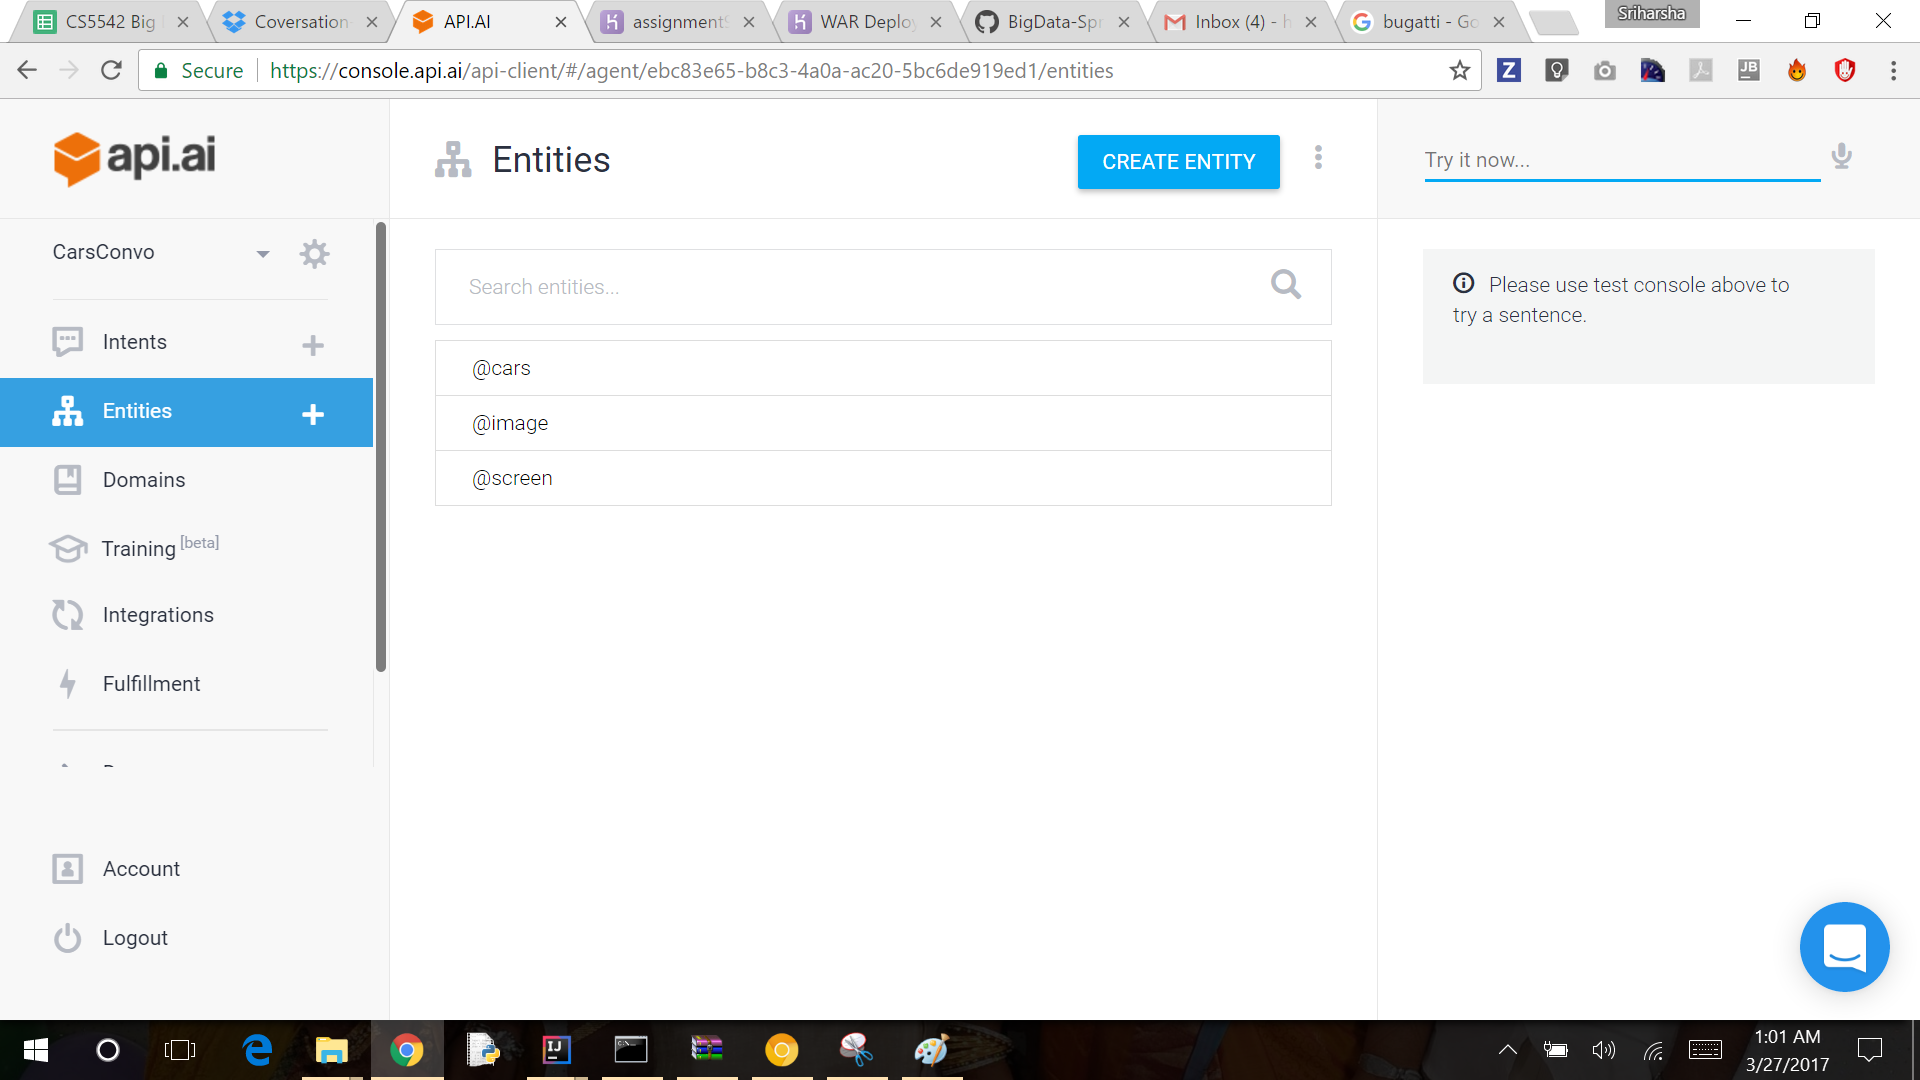 CS5542 Big
Coversation
API.AI
assignment
WAR Deploy
BigData-Spr
Inbox (4) - h
bugatti - Go
Sriharsha
Secure
https://console.api.ai/api-client/#/agent/ebc83e65-b8c3-4a0a-ac20-5bc6de919ed1/entities
api.ai
Entities
CREATE ENTITY
Try it now...
CarsConvo
Search entities...
Please use test console above to
try a sentence.
Intents
@cars
Entities
@image
Domains
@screen
Training [beta]
Integrations
Fulfillment
Account
Logout
1:01 AM
3/27/2017